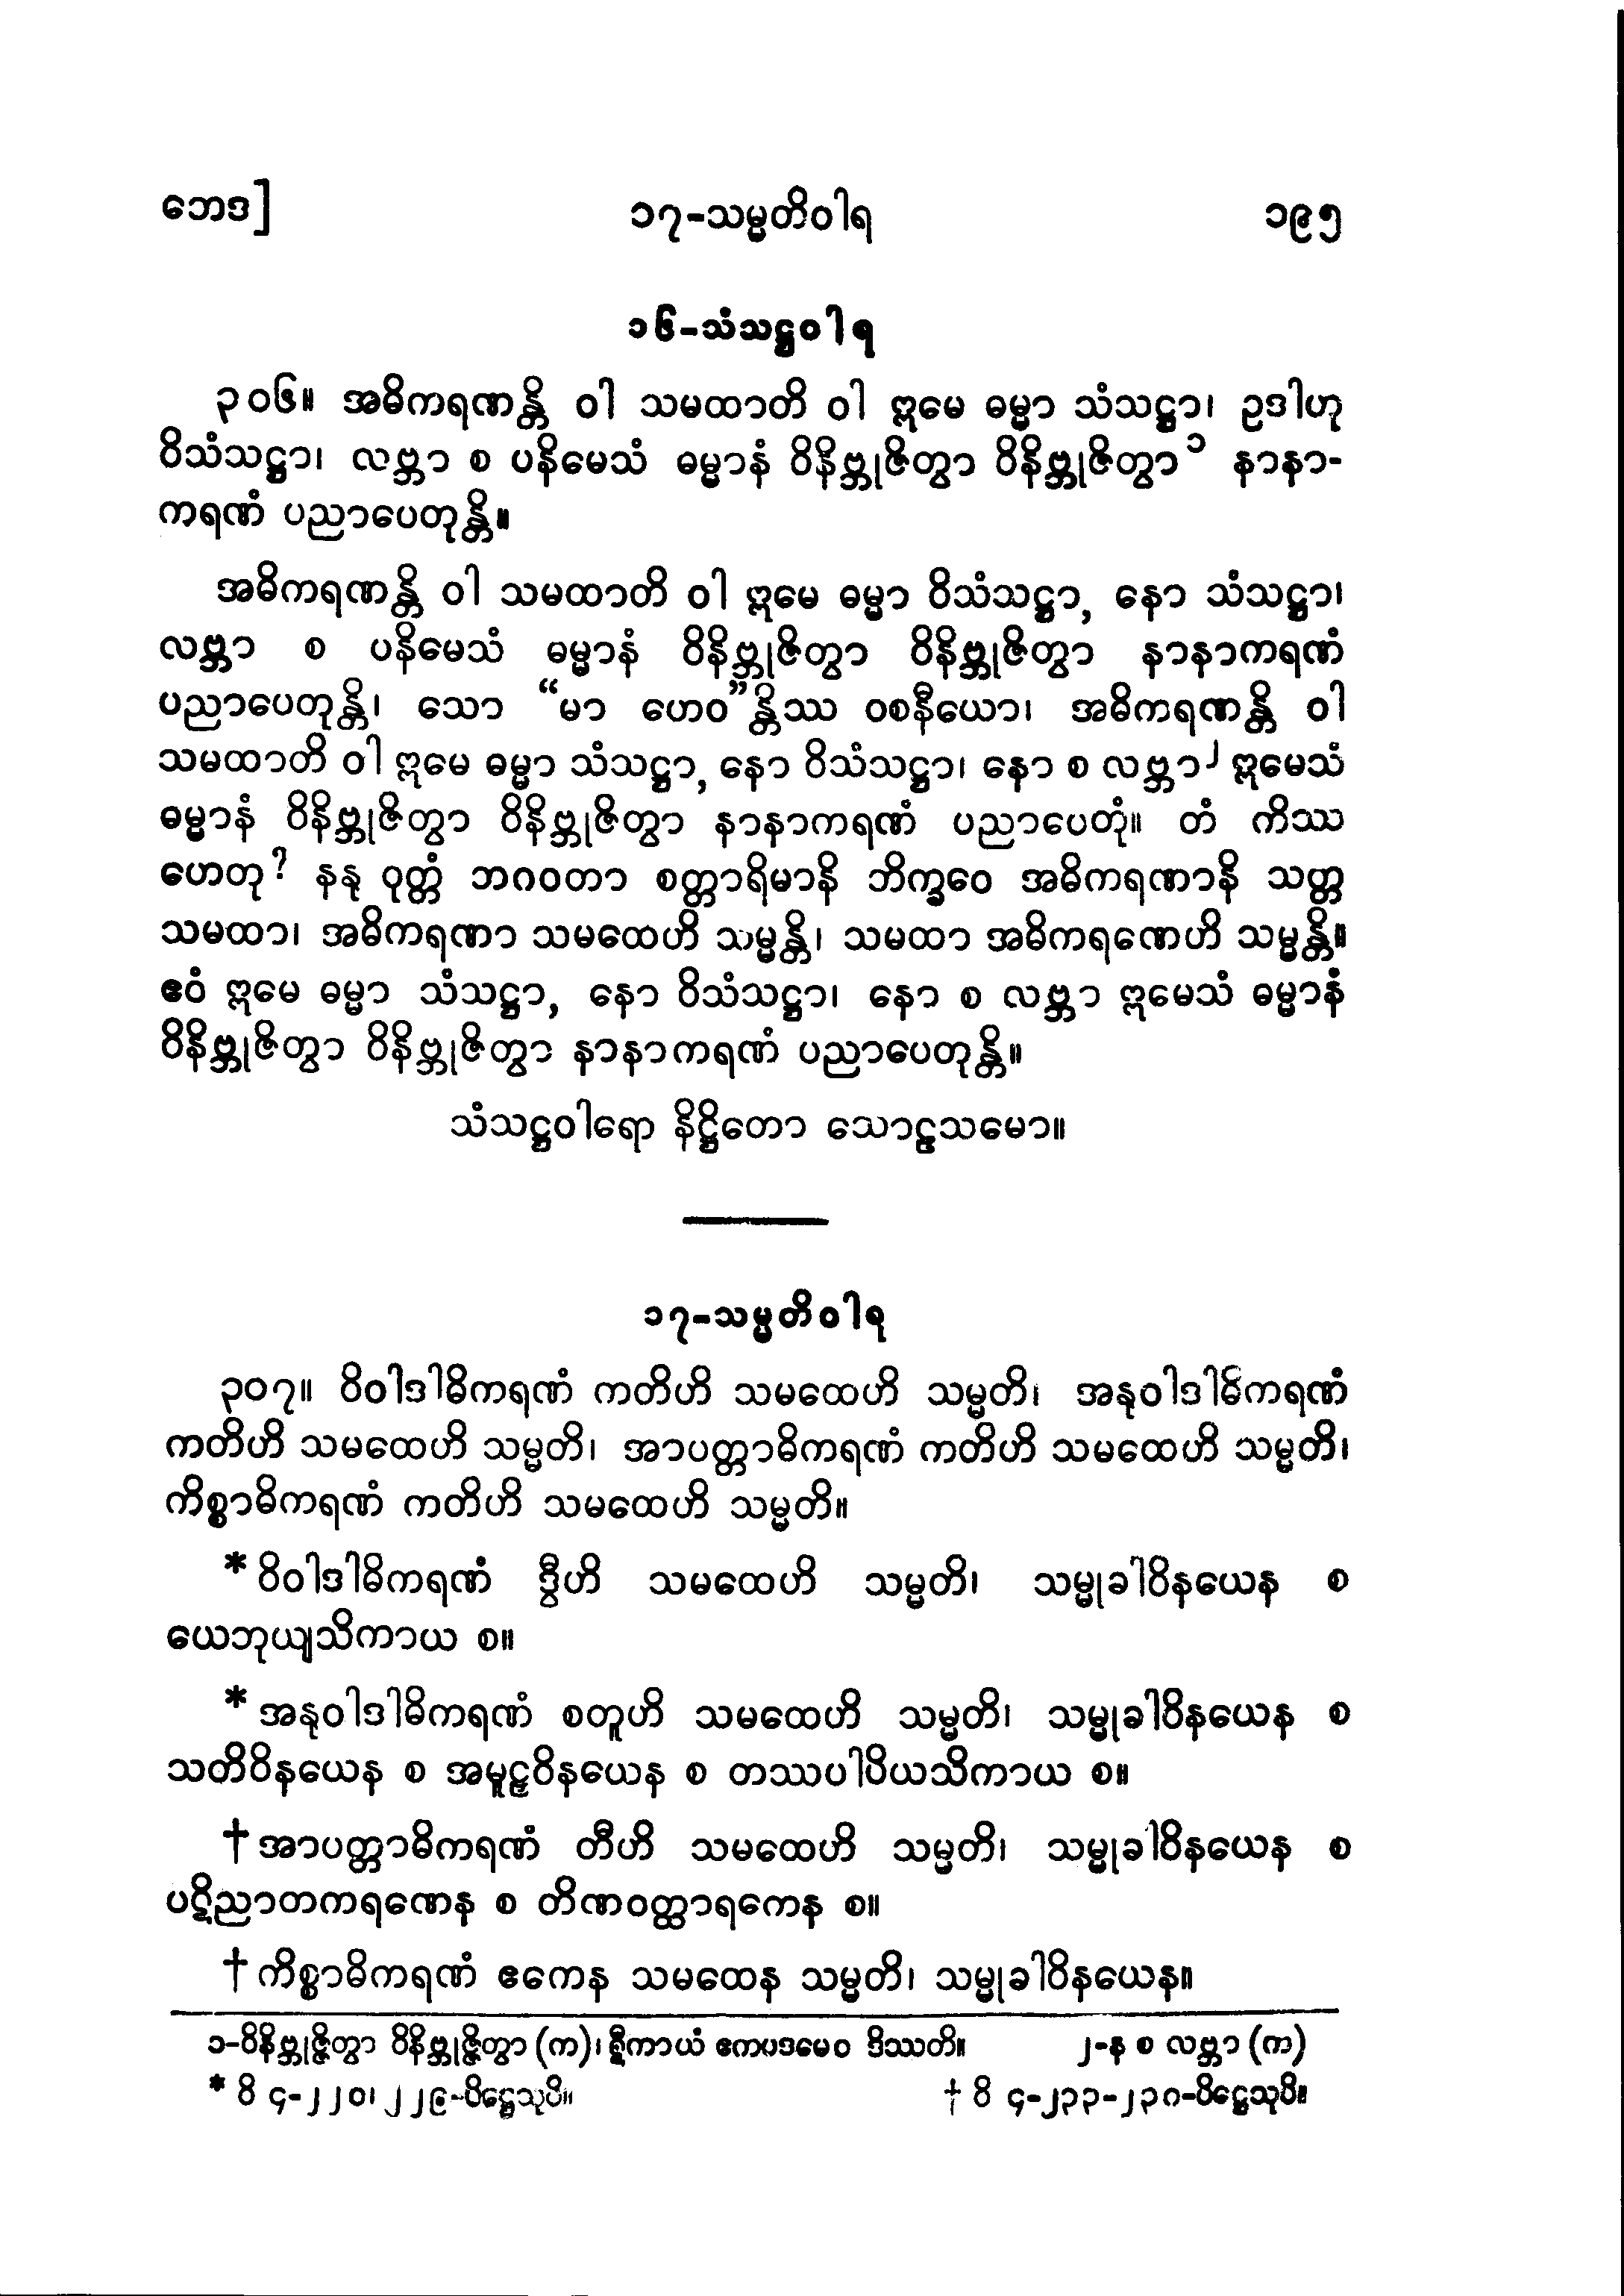 ဘေဒ]
၁၇-သမ္မတိဝါရ
၁၉၅
၁၆-သံသဋ္ဌဝါရ
၃၀၆။ အဓိကရဏန္တိ ဝါ သမထာတိ ဝါ ဣမေ ဓမ္မာ သံသဋ္ဌာ၊ ဥဒါဟု
ဝိသံသဋ္ဌာ၊ လဗ္ဘာ စ ပနိမေသံ ဓမ္မာနံ ဝိနိဗ္ဘုဇိတွာ ဝိနိဗ္ဘုဇိတွာ ၁ နာနာ-
ကရဏံ ပညာပေတုန္တိ။
အဓိကရဏန္တိ ဝါ သမထာတိ ဝါ ဣမေ ဓမ္မာ ဝိသံသဋ္ဌာ, နော သံသဋ္ဌာ၊
လဗ္ဘာ စ ပနိမေသံ ဓမ္မာနံ ဝိနိဗ္ဘုဇိတွာ ဝိနိဗ္ဘုဇိတွာ နာနာကရဏံ
ပညာပေတုန္တိ၊ သော “မာ ဟေဝ”န္တိဿ ဝစနီယော၊ အဓိကရဏန္တိ ဝါ
သမထာတိ ဝါ ဣမေ ဓမ္မာ သံသဋ္ဌာ, နော ဝိသံသဋ္ဌာ၊ နော စ လဗ္ဘာ ၂ ဣမေသံ
ဓမ္မာနံ ဝိနိဗ္ဘုဇိတွာ ဝိနိဗ္ဘုဇိတွာ နာနာကရဏံ ပညာပေတုံ။ တံ ကိဿ
ဟေတု? နနု ဝုတ္တံ ဘဂဝတာ စတ္တာရိမာနိ ဘိက္ခဝေ အဓိကရဏာနိ သတ္တ
သမထာ၊ အဓိကရဏာ သမထေဟိ သမ္မန္တိ၊ သမထာ အဓိကရဏေဟိ သမ္မန္တိ။
ဧဝံ ဣမေ ဓမ္မာ သံသဋ္ဌာ, နော ဝိသံသဋ္ဌာ၊ နော စ လဗ္ဘာ ဣမေသံ ဓမ္မာနံ
ဝိနိဗ္ဘုဇိတွာ ဝိနိဗ္ဘုဇိတွာ နာနာကရဏံ ပညာပေတုန္တိ။
သံသဋ္ဌဝါရော နိဋ္ဌိတော သောဠသမော။
၁၇-သမ္မတိဝါရ
၃၀၇။ ဝိဝါဒါဓိကရဏံ ကတိဟိ သမထေဟိ သမ္မတိ၊ အနုဝါဒါဓိကရဏံ
ကတိဟိ သမထေဟိ သမ္မတိ၊ အာပတ္တာဓိကရဏံ ကတိဟိ သမထေဟိ သမ္မတိ၊
ကိစ္စာဓိကရဏံ ကတိဟိ သမထေဟိ သမ္မတိ။
* ဝိဝါဒါဓိကရဏံ ဒွီဟိ သမထေဟိ သမ္မတိ၊ သမ္မုခါဝိနယေန စ
ယေဘုယျသိကာယ စ။
* အနုဝါဒါဓိကရဏံ စတူဟိ သမထေဟိ သမ္မတိ၊ သမ္မုခါဝိနယေန စ
သတိဝိနယေန စ အမူဠှဝိနယေန စ တဿပါပိယသိကာယ စ။
† အာပတ္တာဓိကရဏံ တီဟိ သမထေဟိ သမ္မတိ၊ သမ္မုခါဝိနယေန စ
ပဋိညာတကရဏေန စ တိဏဝတ္ထာရကေန စ။
† ကိစ္စာဓိကရဏံ ဧကေန သမထေန သမ္မတိ၊ သမ္မုခါဝိနယေန။
၁-ဝိနိဗ္ဘုဇ္ဇိတွာ ဝိနိဗ္ဘုဇ္ဇိတွာ (က)၊ ဋီကာယံ ဧကပဒမေဝ ဒိဿတိ။ ၂-န စ လဗ္ဘာ (က)
* ဝိ ၄-၂၂၀၊ ၂၂၉-ပိဋ္ဌေသုပိ။ † ဝိ ၄-၂၃၃-၂၃၈-ပိဋ္ဌေသုပိ။